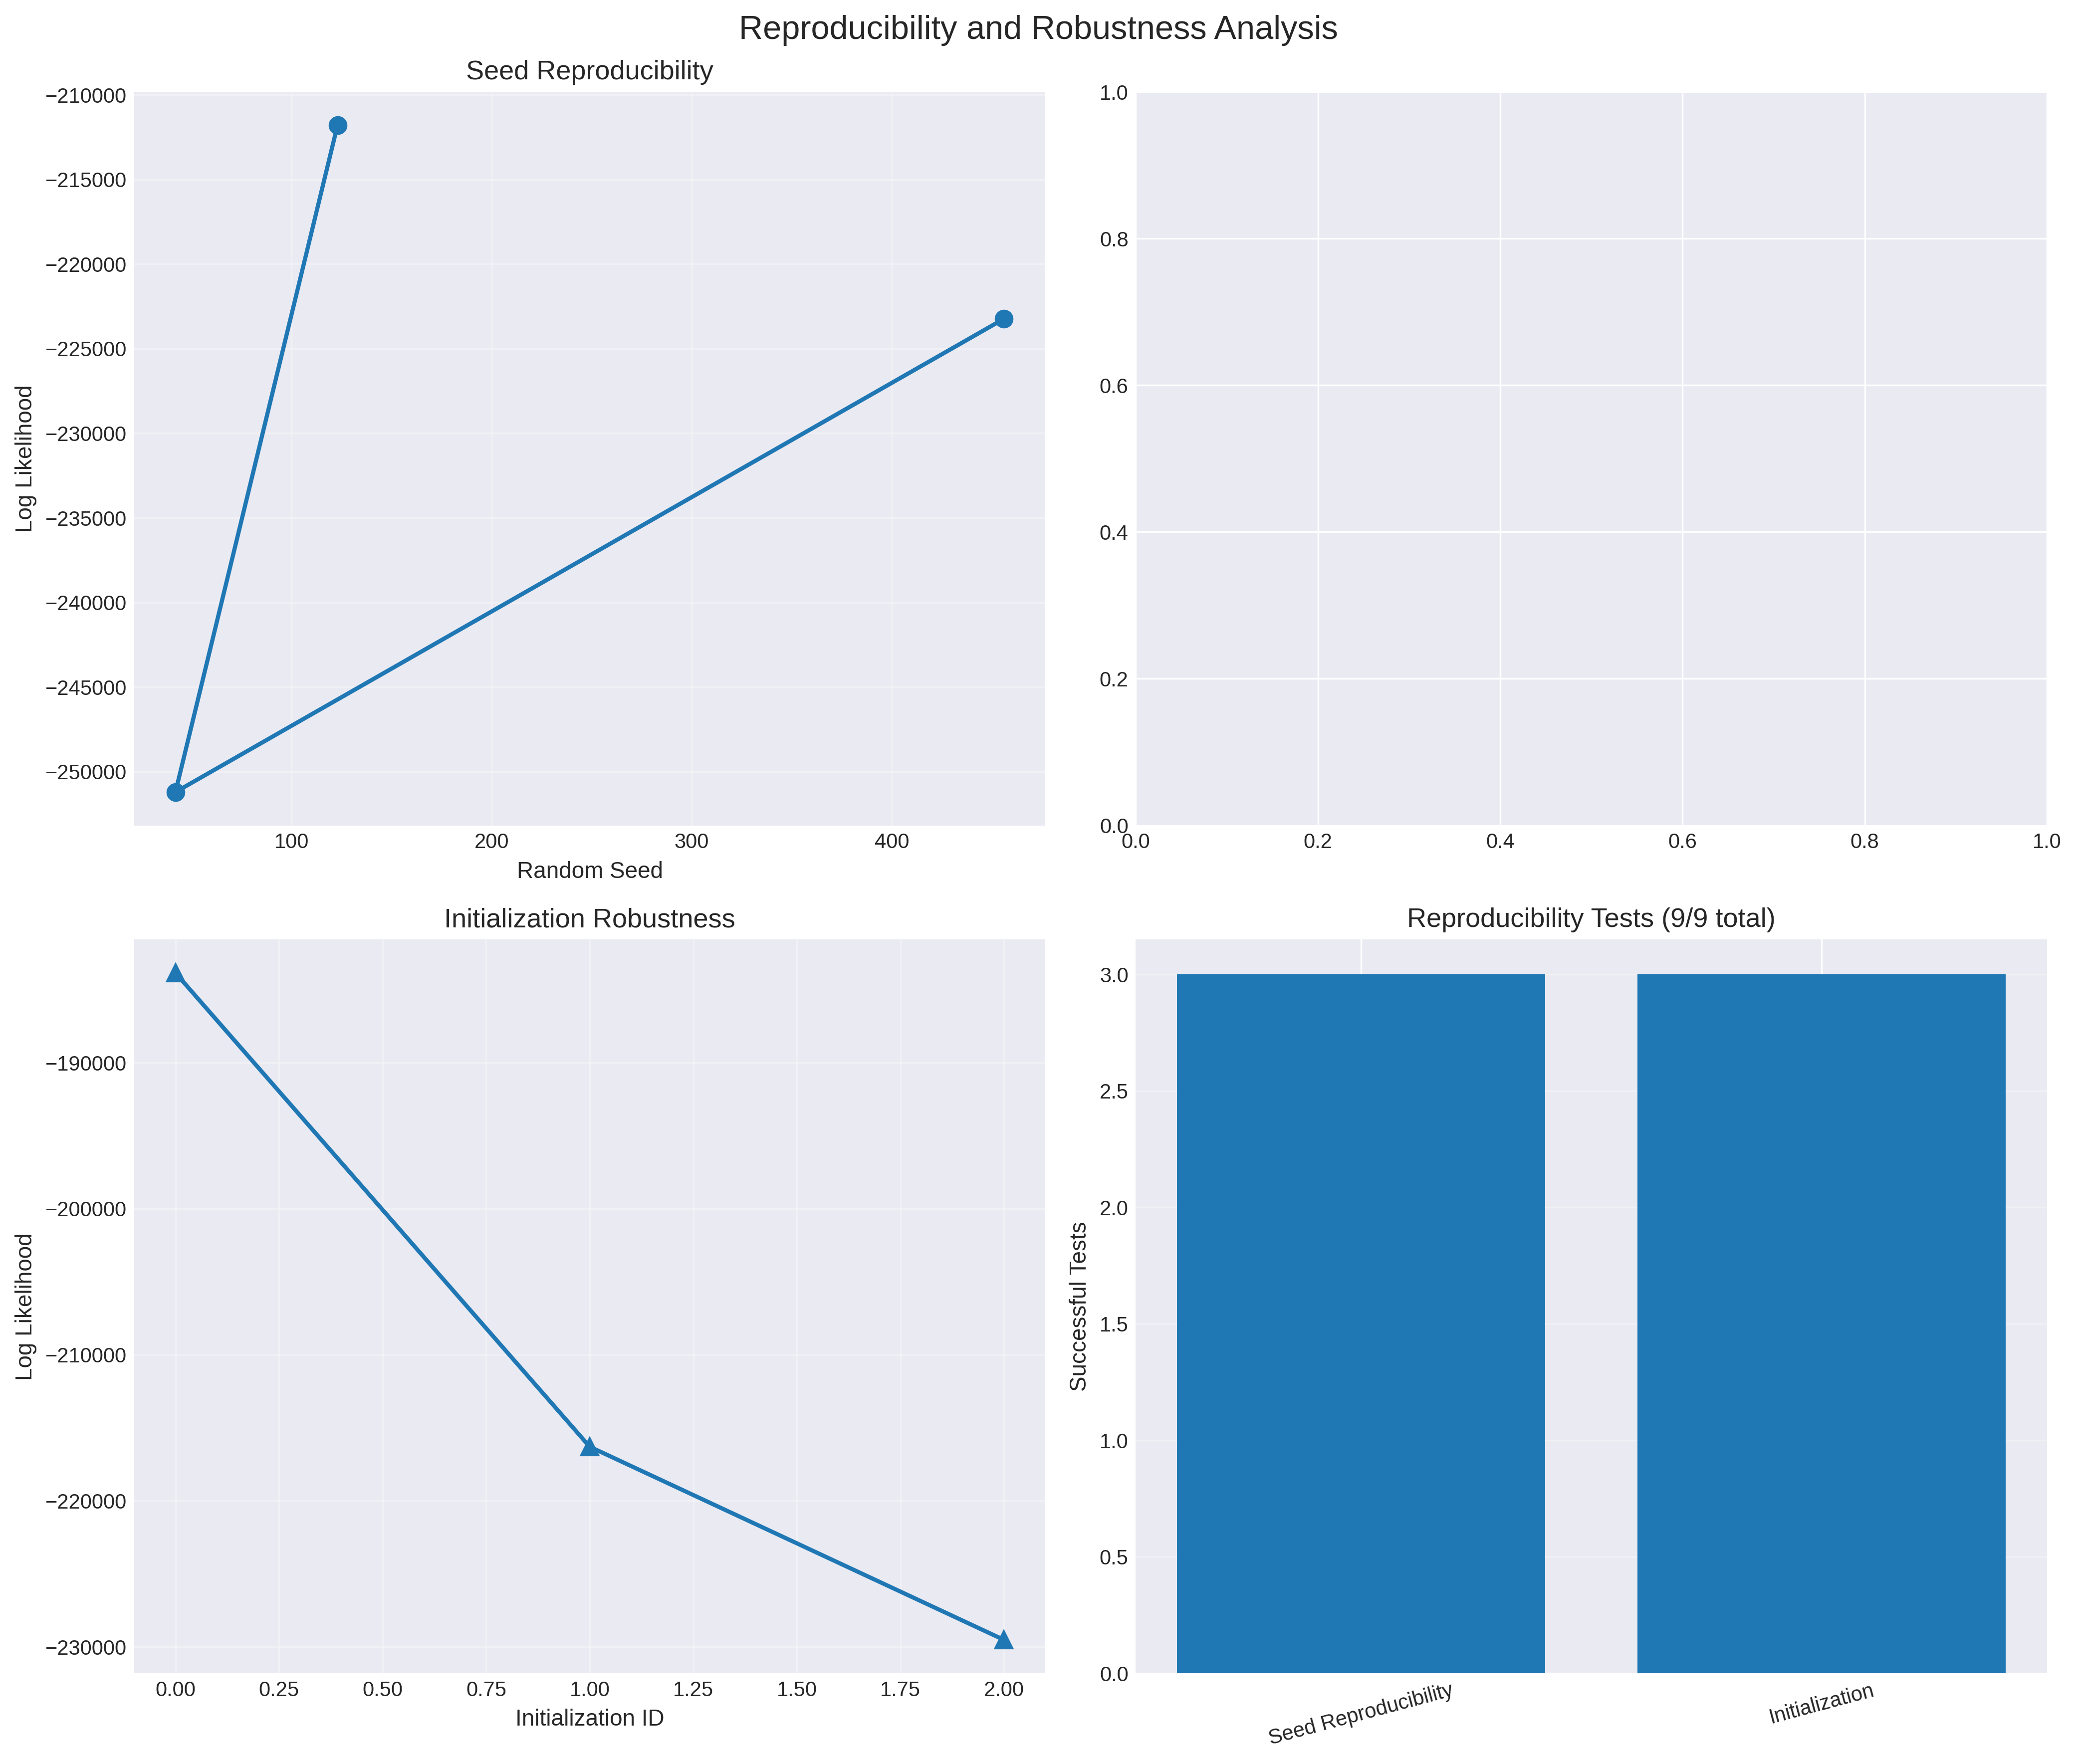 Reproducibility and Robustness Analysis
Seed Reproducibility
−210000
−215000
−220000
−225000
−230000
−235000
−240000
−245000
−250000
Log Likelihood
100 200 300 400
Random Seed
1.0
0.8
0.6
0.4
0.2
0.0
0.0 0.2 0.4 0.6 0.8 1.0
Initialization Robustness
−190000
−200000
−210000
−220000
−230000
Log Likelihood
0.00 0.25 0.50 0.75 1.00 1.25 1.50 1.75 2.00
Initialization ID
Reproducibility Tests (9/9 total)
3.0
2.5
2.0
1.5
1.0
0.5
0.0
Successful Tests
Seed Reproducibility
Initialization